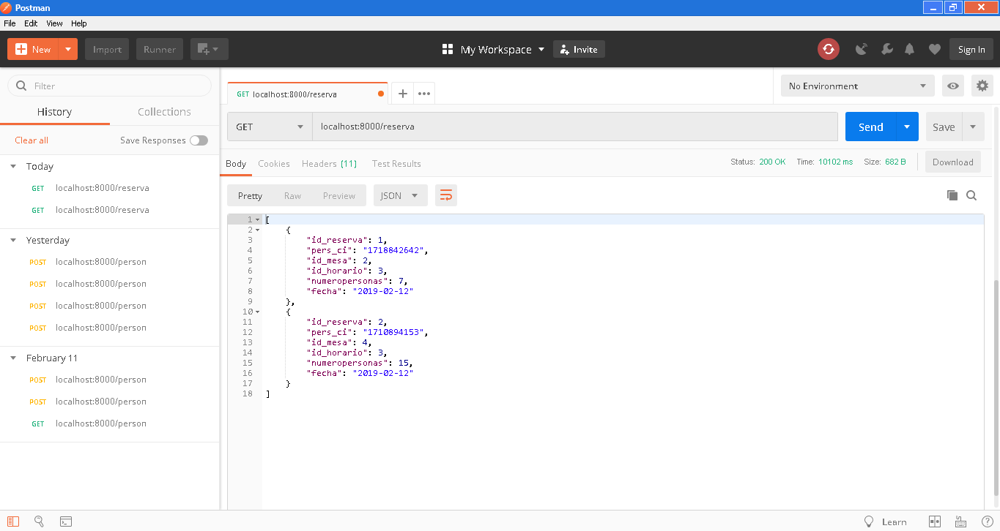 Postman
File Edit View Help
New Import Runner My Workspace Invite Sign In
Filter
History Collections
Clear all Save Responses
Today
GET localhost:8000/reserva
GET localhost:8000/reserva
Yesterday
POST localhost:8000/person
POST localhost:8000/person
POST localhost:8000/person
POST localhost:8000/person
February 11
POST localhost:8000/person
POST localhost:8000/person
GET localhost:8000/person
GET localhost:8000/reserva
No Environment
GET localhost:8000/reserva Send Save
Body Cookies Headers (11) Test Results Status: 200 OK Time: 10102 ms Size: 682 B Download
Pretty Raw Preview JSON
1 [
2 {
3 "id_reserva": 1,
4 "pers_ci": "1718842642",
5 "id_mesa": 2,
6 "id_horario": 3,
7 "numeropersonas": 7,
8 "fecha": "2019-02-12"
9 },
10 {
11 "id_reserva": 2,
12 "pers_ci": "1710894153",
13 "id_mesa": 4,
14 "id_horario": 3,
15 "numeropersonas": 15,
16 "fecha": "2019-02-12"
17 }
18 ]
Learn